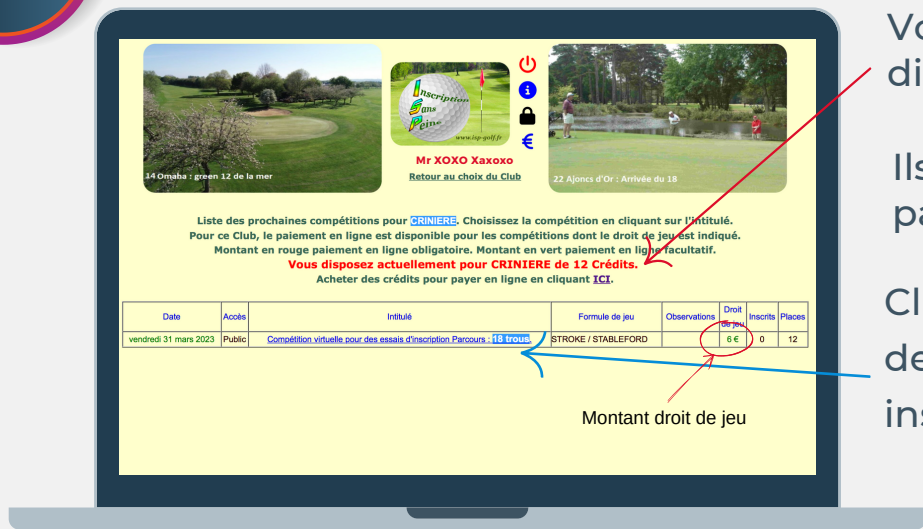 Inscription
Sans
Peine
www.isp-golf.fr
14 Omaha : green 12 de la mer
Mr XOXO Xaxoxo
Retour au choix du Club
22 Ajoncs d'Or : Arrivée du 18
Liste des prochaines compétitions pour CRINIERE. Choisissez la compétition en cliquant sur l'intitulé.
Pour ce Club, le paiement en ligne est disponible pour les compétitions dont le droit de jeu est indiqué.
Montant en rouge paiement en ligne obligatoire. Montant en vert paiement en ligne facultatif.
Vous disposez actuellement pour CRINIERE de 12 Crédits.
Acheter des crédits pour payer en ligne en cliquant ICI.
Date Accès Intitulé Formule de jeu Observations Droit de jeu Inscrits Places
vendredi 31 mars 2023 Public Compétition virtuelle pour des essais d'inscription Parcours : 18 trous STROKE / STABLEFORD 6 € 0 12
Montant droit de jeu
Ils